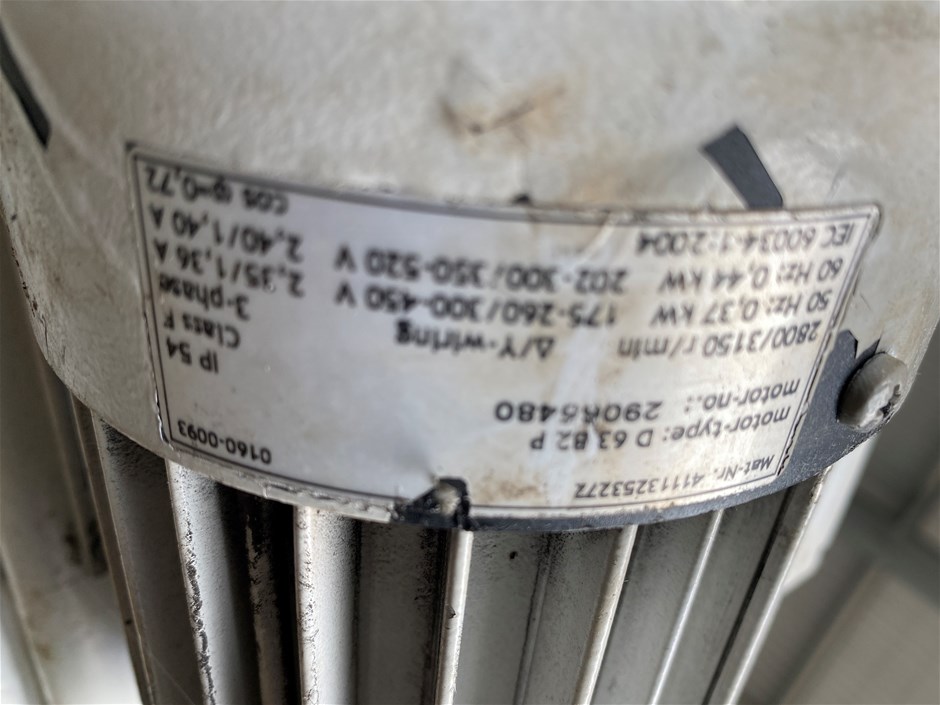 Mat-Nr. 41113253272 0160-0093
motor-type: D 63 B2 P
motor-no.: 29066480
2800/3150 r/min Δ/Y-wiring IP 54
50 Hz: 0,37 kW 175-260/300-450 V Class F
60 Hz: 0,44 kW 202-300/350-520 V 3-phase
IEC 60034-1:2004 2,35/1,36 A
2,40/1,40 A
cos φ=0,72